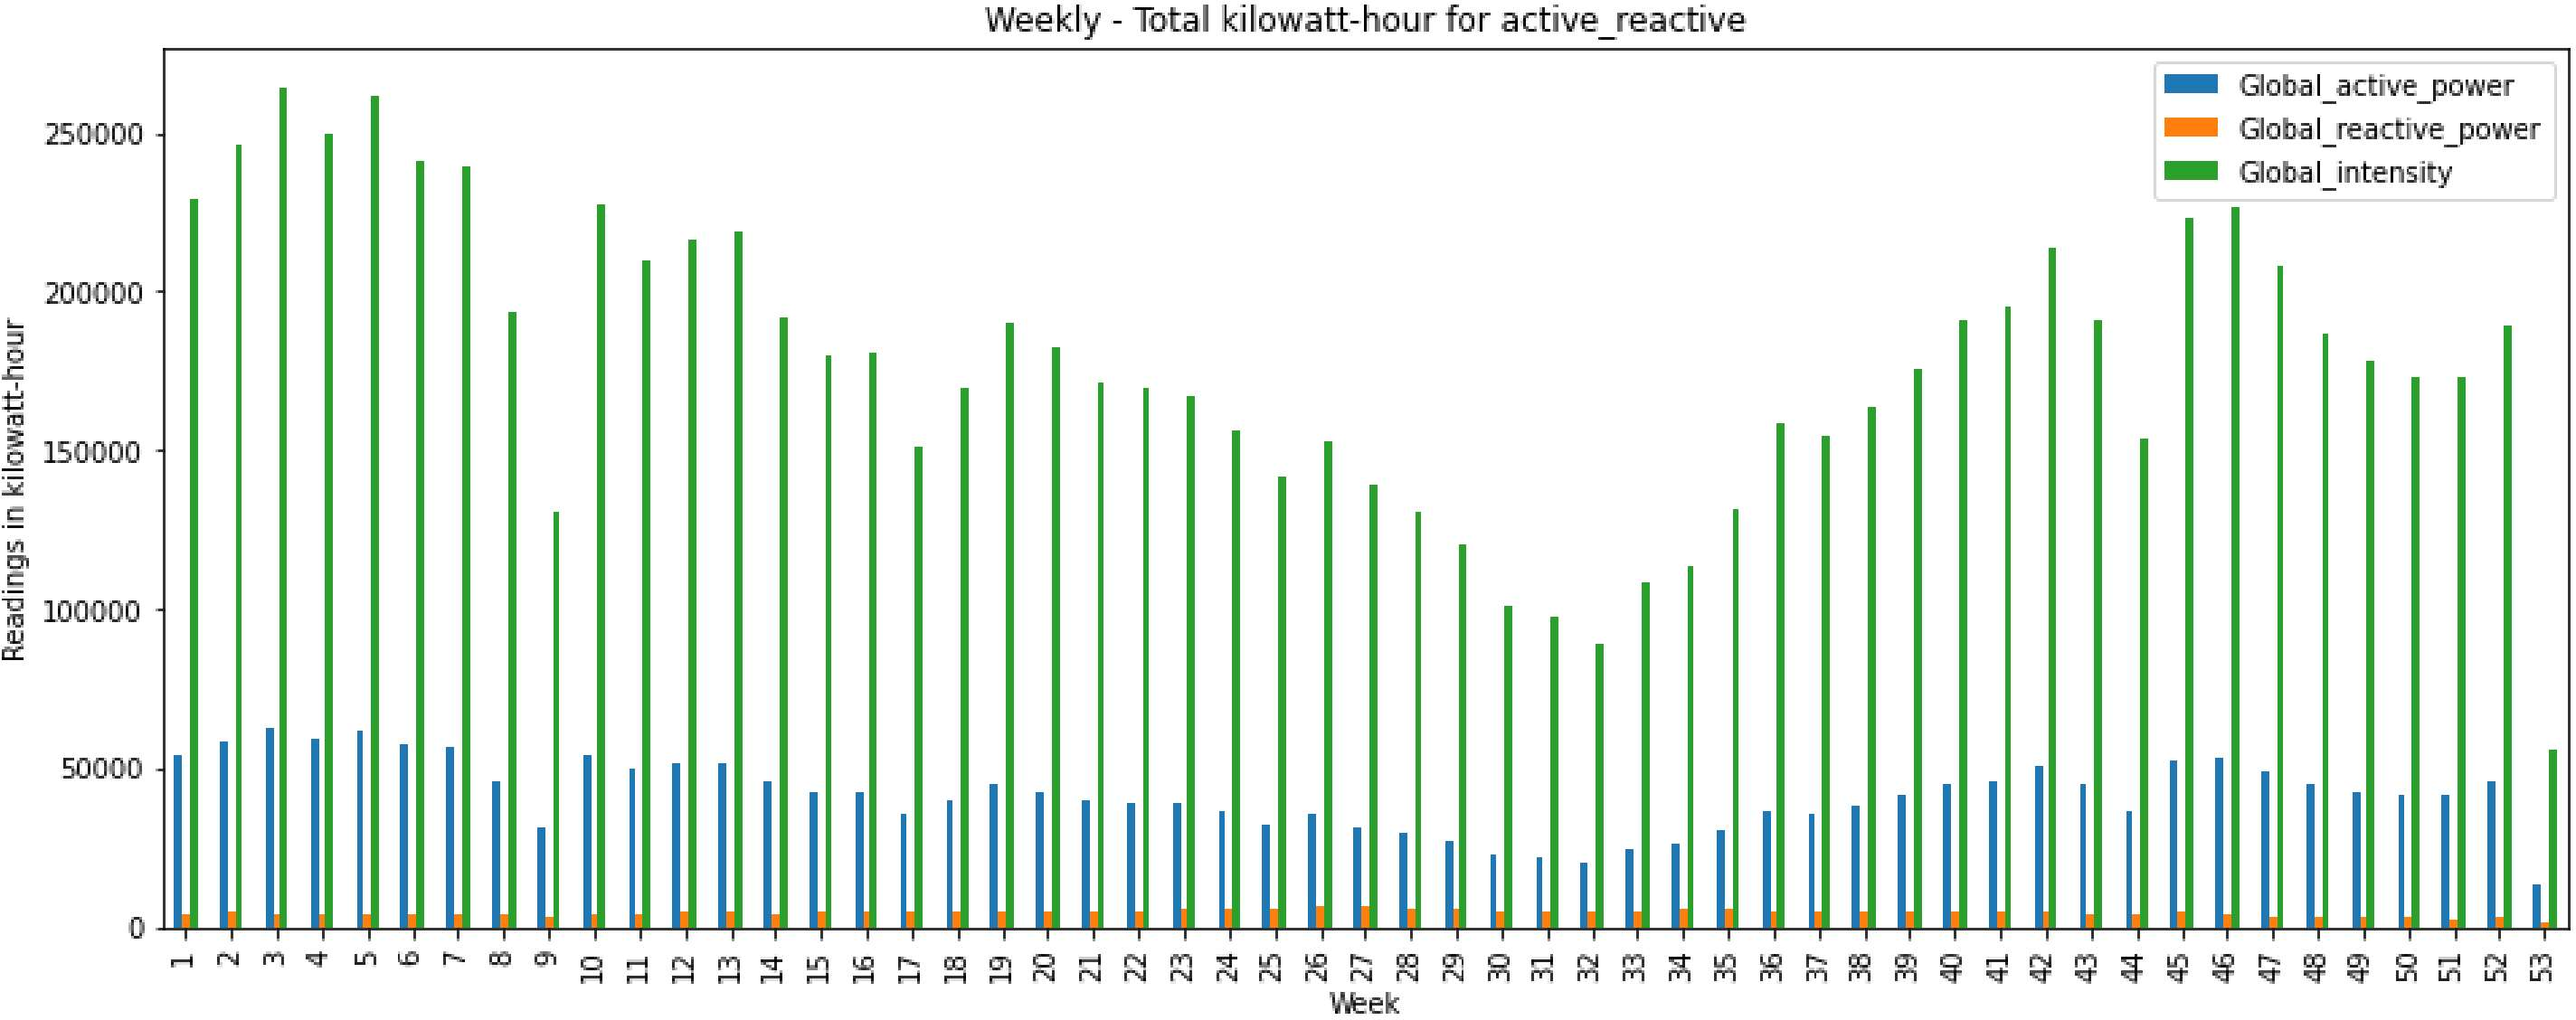 Weekly - Total kilowatt-hour for active_reactive
Global_active_power
Global_reactive_power
Global_intensity
Readings in kilowatt-hour
250000
200000
150000
100000
50000
0
1 2 3 4 5 6 7 8 9 10 11 12 13 14 15 16 17 18 19 20 21 22 23 24 25 26 27 28 29 30 31 32 33 34 35 36 37 38 39 40 41 42 43 44 45 46 47 48 49 50 51 52 53
Week